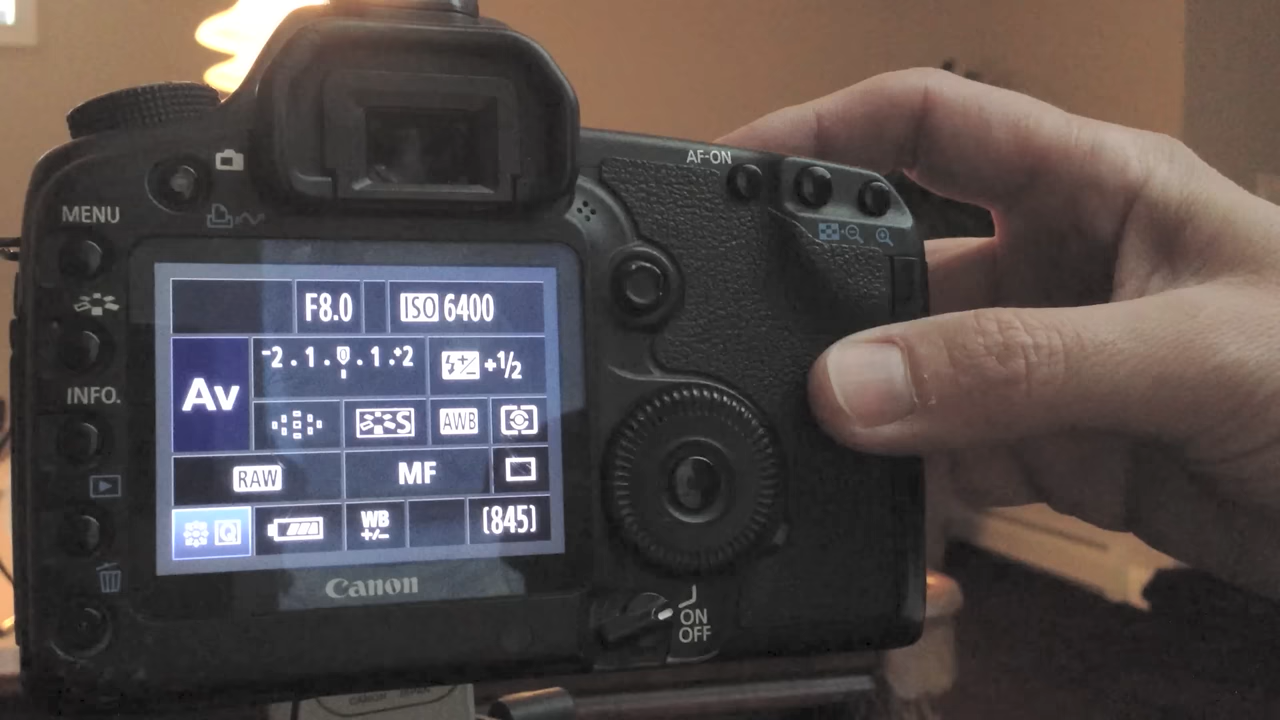 AF-ON
MENU
F8.0
ISO 6400
-2.1.0.1.+2
+1/2
Av
S
AWB
INFO.
RAW
MF
Q
WB
+/-
[845]
Canon
ON
OFF